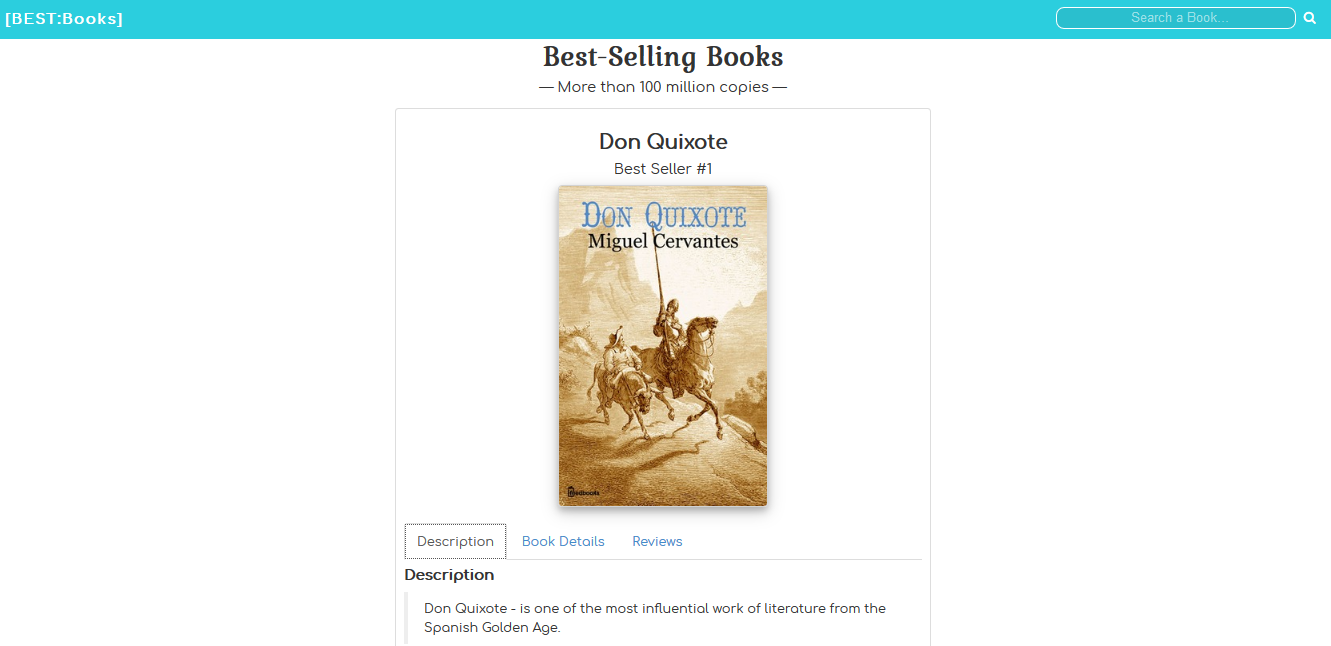 [BEST:Books]
Search a Book...
Best-Selling Books
— More than 100 million copies —
Don Quixote
Best Seller #1
DON QUIXOTE
Miguel Cervantes
feedbooks
Description
Book Details
Reviews
Description
Don Quixote - is one of the most influential work of literature from the
Spanish Golden Age.